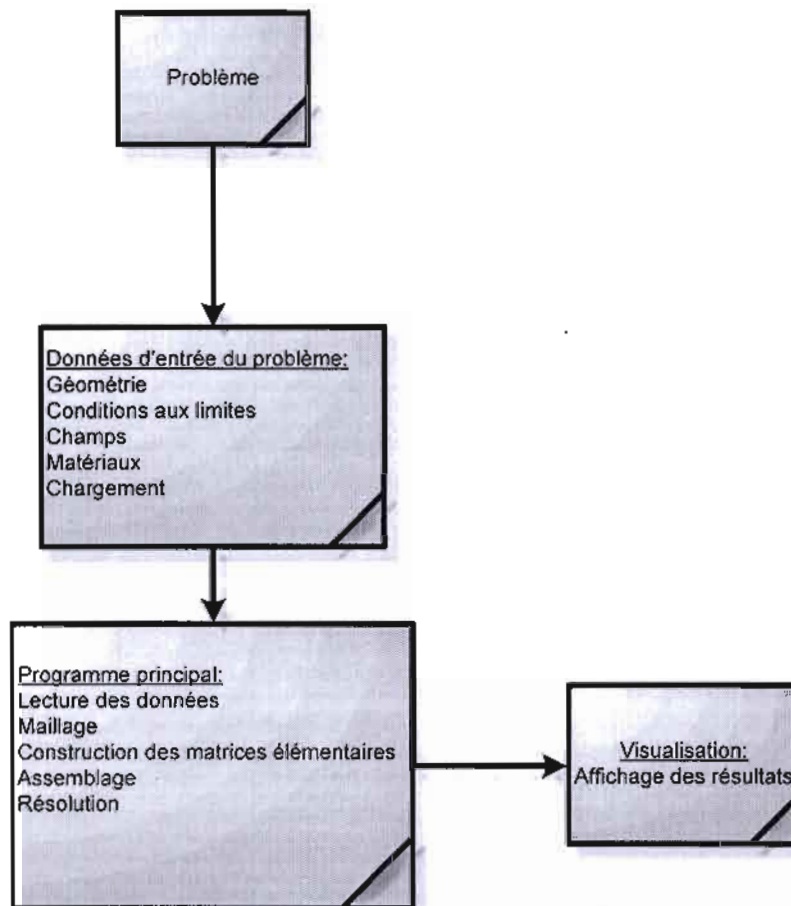 Problème
Données d'entrée du problème:
Géométrie
Conditions aux limites
Champs
Matériaux
Chargement
Programme principal:
Lecture des données
Maillage
Construction des matrices élémentaires
Assemblage
Résolution
Visualisation:
Affichage des résultats